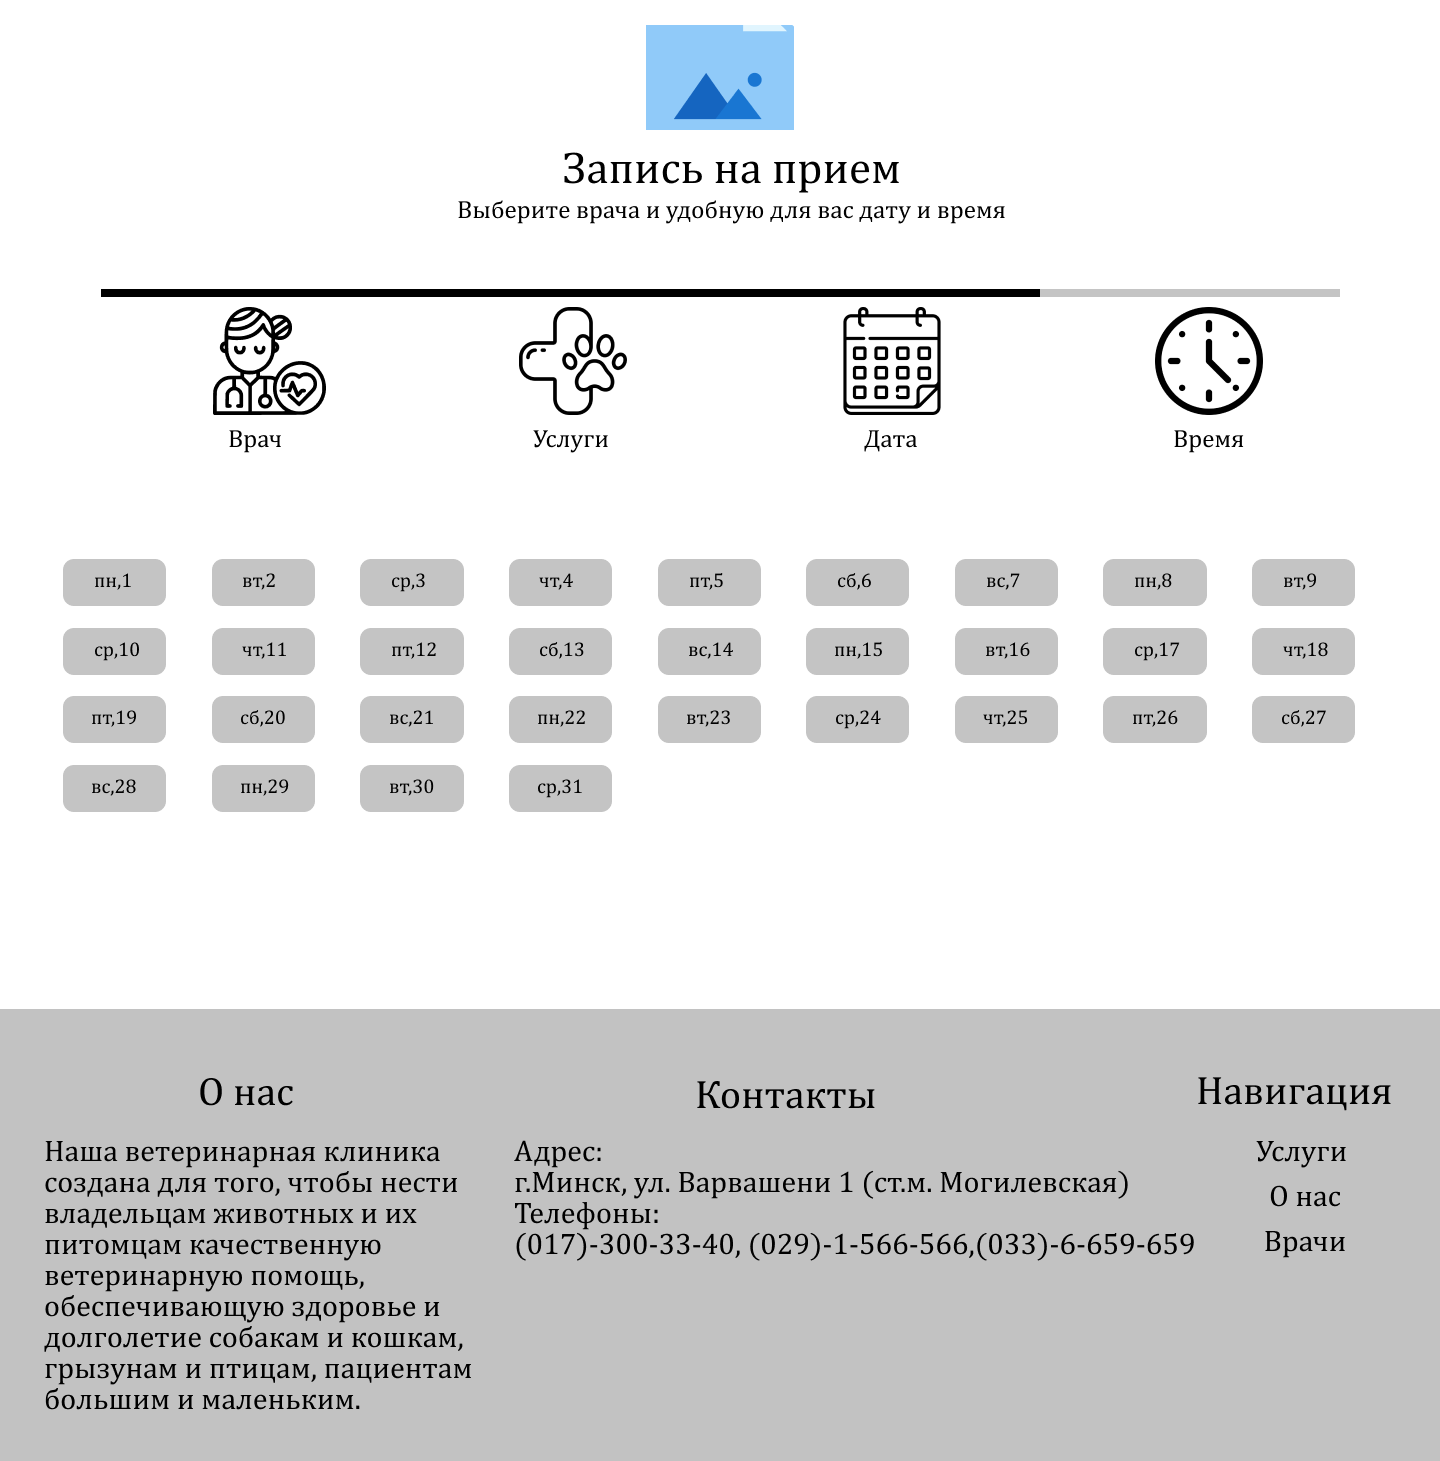 Запись на прием
Выберите врача и удобную для вас дату и время
Врач
Услуги
Дата
Время
пн,1
вт,2
ср,3
чт,4
пт,5
сб,6
вс,7
пн,8
вт,9
ср,10
чт,11
пт,12
сб,13
вс,14
пн,15
вт,16
ср,17
чт,18
пт,19
сб,20
вс,21
пн,22
вт,23
ср,24
чт,25
пт,26
сб,27
вс,28
пн,29
вт,30
ср,31
О нас
Наша ветеринарная клиника
создана для того, чтобы нести
владельцам животных и их
питомцам качественную
ветеринарную помощь,
обеспечивающую здоровье и
долголетие собакам и кошкам,
грызунам и птицам, пациентам
большим и маленьким.
Контакты
Адрес:
г.Минск, ул. Варвашени 1 (ст.м. Могилевская)
Телефоны:
(017)-300-33-40, (029)-1-566-566,(033)-6-659-659
Навигация
Услуги
О нас
Врачи